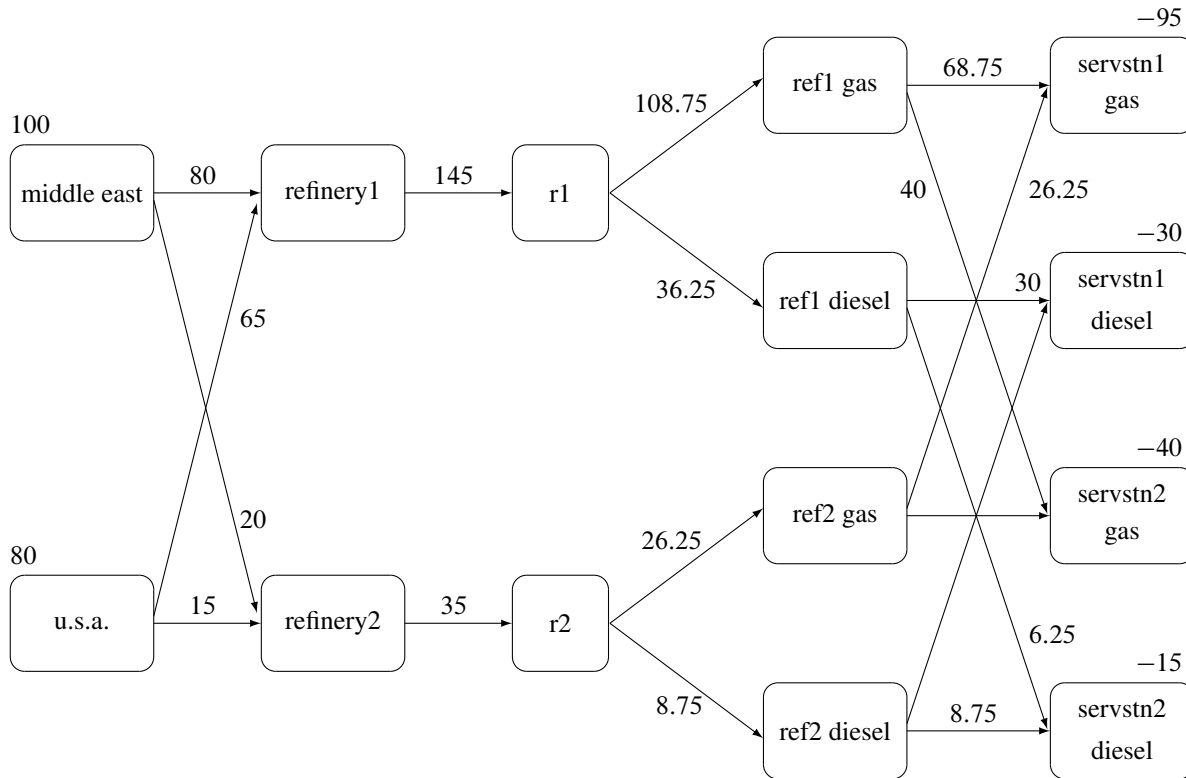 −95
ref1 gas
68.75
servstn1
gas
108.75
100
middle east
80
refinery1
145
r1
40
26.25
−30
36.25
ref1 diesel
30
servstn1
diesel
65
−40
ref2 gas
servstn2
gas
20
26.25
80
u.s.a.
15
refinery2
35
r2
6.25
−15
8.75
ref2 diesel
8.75
servstn2
diesel